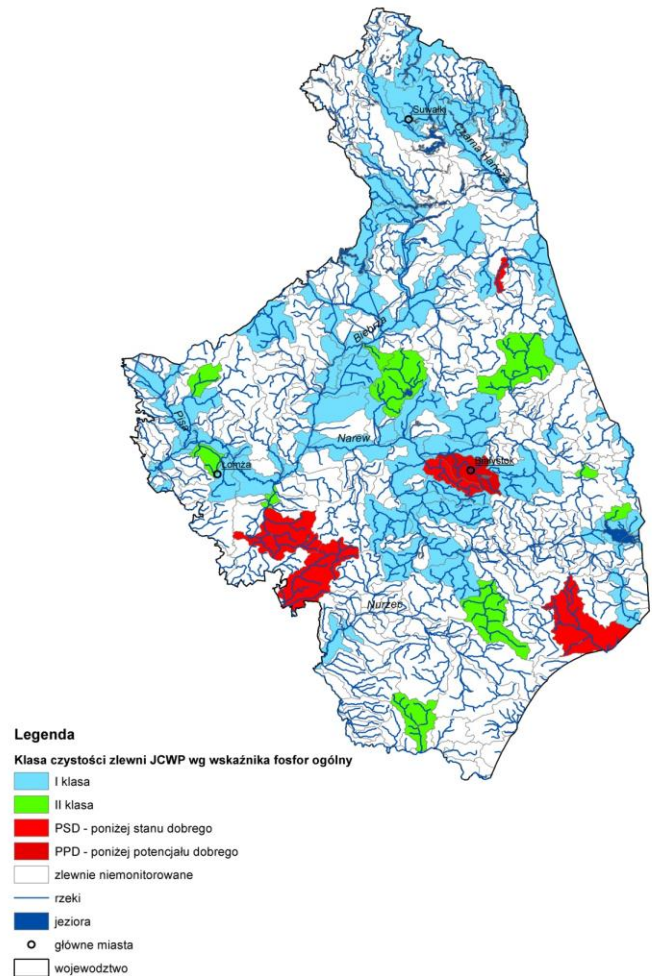 Suwałki
Czarna Hańcza
Biebrza
Pisa
Narew
Łomża
Białystok
Nurzec
Legenda
Klasa czystości zlewni JCWP wg wskaźnika fosfor ogólny
I klasa
II klasa
PSD - poniżej stanu dobrego
PPD - poniżej potencjału dobrego
zlewnie niemonitorowane
rzeki
jeziora
główne miasta
wojewodztwo